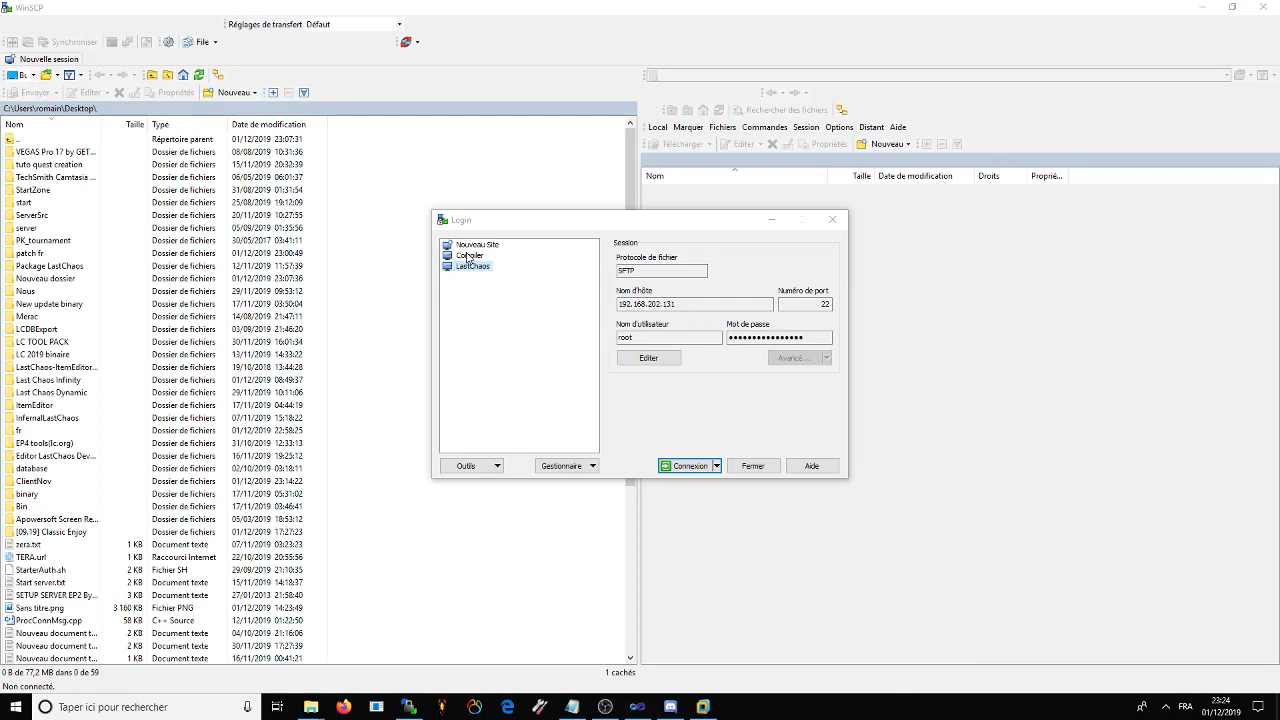 WinSCP
Réglages de transfert Défaut
Synchroniser File
Nouvelle session
Envoyer Editer Propriétés Nouveau
C:\Users\romain\Desktop\
Nom Taille Type Date de modification
.. Répertoire parent 01/12/2019 23:07:31
VEGAS Pro 17 by GET... Dossier de fichiers 08/10/2019 10:31:36
tuto quest creation Dossier de fichiers 15/11/2019 20:32:39
TechSmith Camtasia ... Dossier de fichiers 06/05/2019 06:01:37
StartZone Dossier de fichiers 31/08/2019 01:31:54
start Dossier de fichiers 25/08/2019 19:12:09
ServerSrc Dossier de fichiers 20/11/2019 10:27:55
server Dossier de fichiers 05/09/2019 01:35:56
PK_tournament Dossier de fichiers 30/05/2017 03:41:11
patch fr Dossier de fichiers 01/12/2019 23:00:49
Package LastChaos Dossier de fichiers 12/11/2019 11:57:39
Nouveau dossier Dossier de fichiers 01/12/2019 23:07:36
Nous Dossier de fichiers 29/11/2019 09:53:12
New update binary Dossier de fichiers 17/11/2019 03:50:04
Merac Dossier de fichiers 14/08/2019 21:47:11
LCDBExport Dossier de fichiers 03/09/2019 21:46:20
LC TOOL PACK Dossier de fichiers 30/11/2019 16:01:34
LC 2019 binaire Dossier de fichiers 13/11/2019 14:33:22
LastChaos-ItemEditor... Dossier de fichiers 19/10/2018 13:44:28
Last Chaos Infinity Dossier de fichiers 01/12/2019 08:49:37
Last Chaos Dynamic Dossier de fichiers 29/11/2019 10:11:06
ItemEditor Dossier de fichiers 17/11/2019 04:44:19
InfernalLastChaos Dossier de fichiers 07/11/2019 15:18:22
fr Dossier de fichiers 01/12/2019 22:58:25
EP4 tools(lc.org) Dossier de fichiers 31/10/2019 12:33:13
Editor LastChaos Dev... Dossier de fichiers 27/11/2019 20:11:11
database Dossier de fichiers 02/11/2019 03:18:11
ClientNov Dossier de fichiers 01/12/2019 22:15:18
binary Dossier de fichiers 17/11/2019 05:31:02
Bin Dossier de fichiers 17/11/2019 03:46:41
Apowersoft Screen Re... Dossier de fichiers 05/03/2019 18:53:12
[09.19] Classic Enjoy Dossier de fichiers 01/12/2019 17:27:23
zera.txt 1 KB Document texte 07/11/2019 03:23:23
TERA.url 1 KB Raccourci Internet 22/10/2019 20:55:56
StarterAuth.sh 2 KB Fichier SH 29/09/2019 21:10:35
Start server.txt 2 KB Document texte 15/11/2019 14:18:37
SETUP SERVER EP2 By... 3 KB Document texte 27/01/2013 23:58:40
Sans titre.png 3 160 KB Fichier PNG 01/12/2019 14:23:49
ProcConnMsg.cpp 58 KB C++ Source 12/11/2019 01:22:50
Nouveau document t... 2 KB Document texte 04/10/2019 21:16:06
Nouveau document t... 2 KB Document texte 30/11/2019 17:27:39
Nouveau document t... 1 KB Document texte 16/11/2019 00:41:21
0 B de 77,2 MB dans 0 de 59 1 cachés
Non connecté.
Rechercher des fichiers
Local Marquer Fichiers Commandes Session Options Distant Aide
Télécharger Editer Propriétés Nouveau
Nom Taille Date de modification Droits Proprié...
Login
Nouveau Site
LastChaos
Session
Protocole de fichier
SFTP
Nom d'hôte Numéro de port
192.168.202.131 22
Nom d'utilisateur Mot de passe
root
Editer Avancé...
Outils Gestionnaire Connexion Fermer Aide
Taper ici pour rechercher
FRA
23:24
01/12/2019